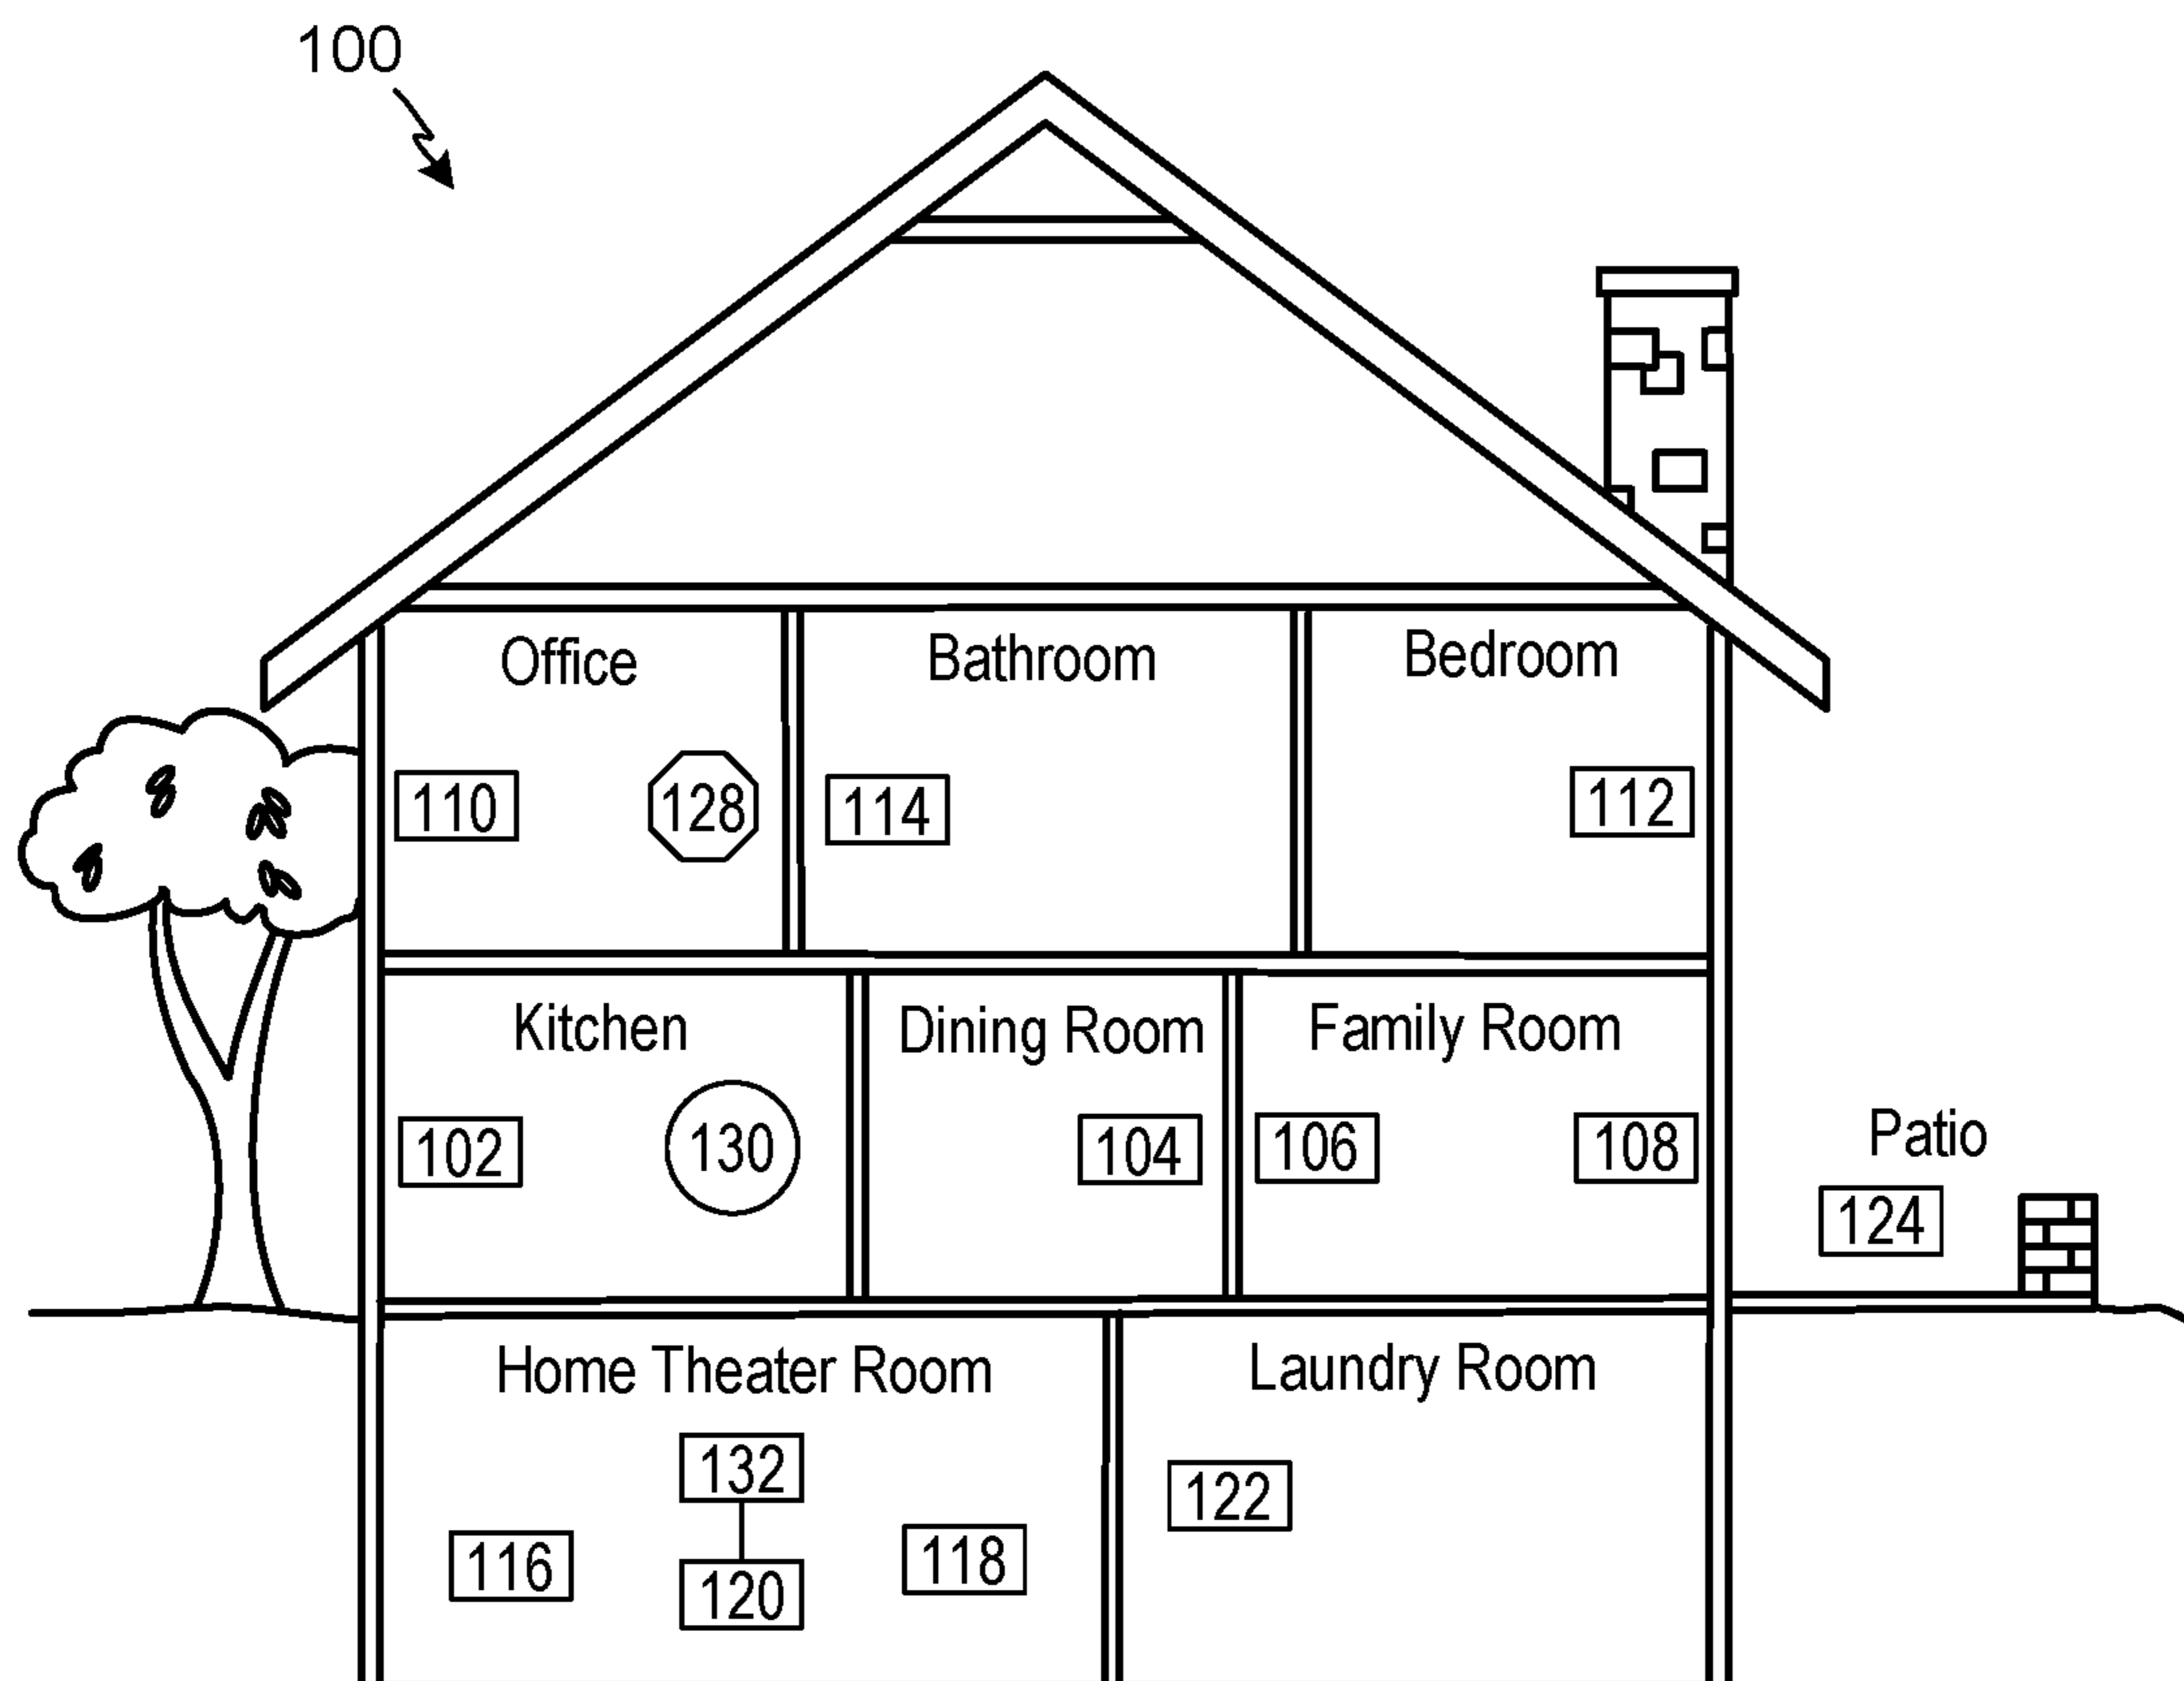 100
Office
Bathroom
Bedroom
110
128
114
112
Kitchen
Dining Room
Family Room
102
130
104
106
108
Patio
124
Home Theater Room
Laundry Room
132
122
116
118
120